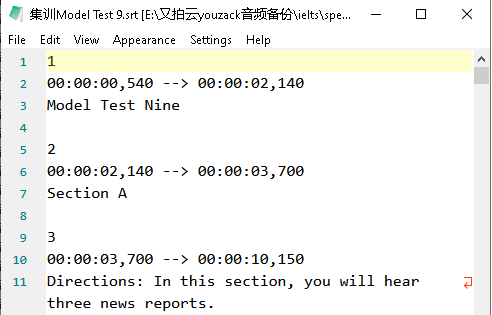 集训Model Test 9.srt [E:\又拍云youzack音频备份\ielts\spe...
File Edit View Appearance Settings Help
1 1
2 00:00:00,540 --> 00:00:02,140
3 Model Test Nine
4
5 2
6 00:00:02,140 --> 00:00:03,700
7 Section A
8
9 3
10 00:00:03,700 --> 00:00:10,150
11 Directions: In this section, you will hear
three news reports.